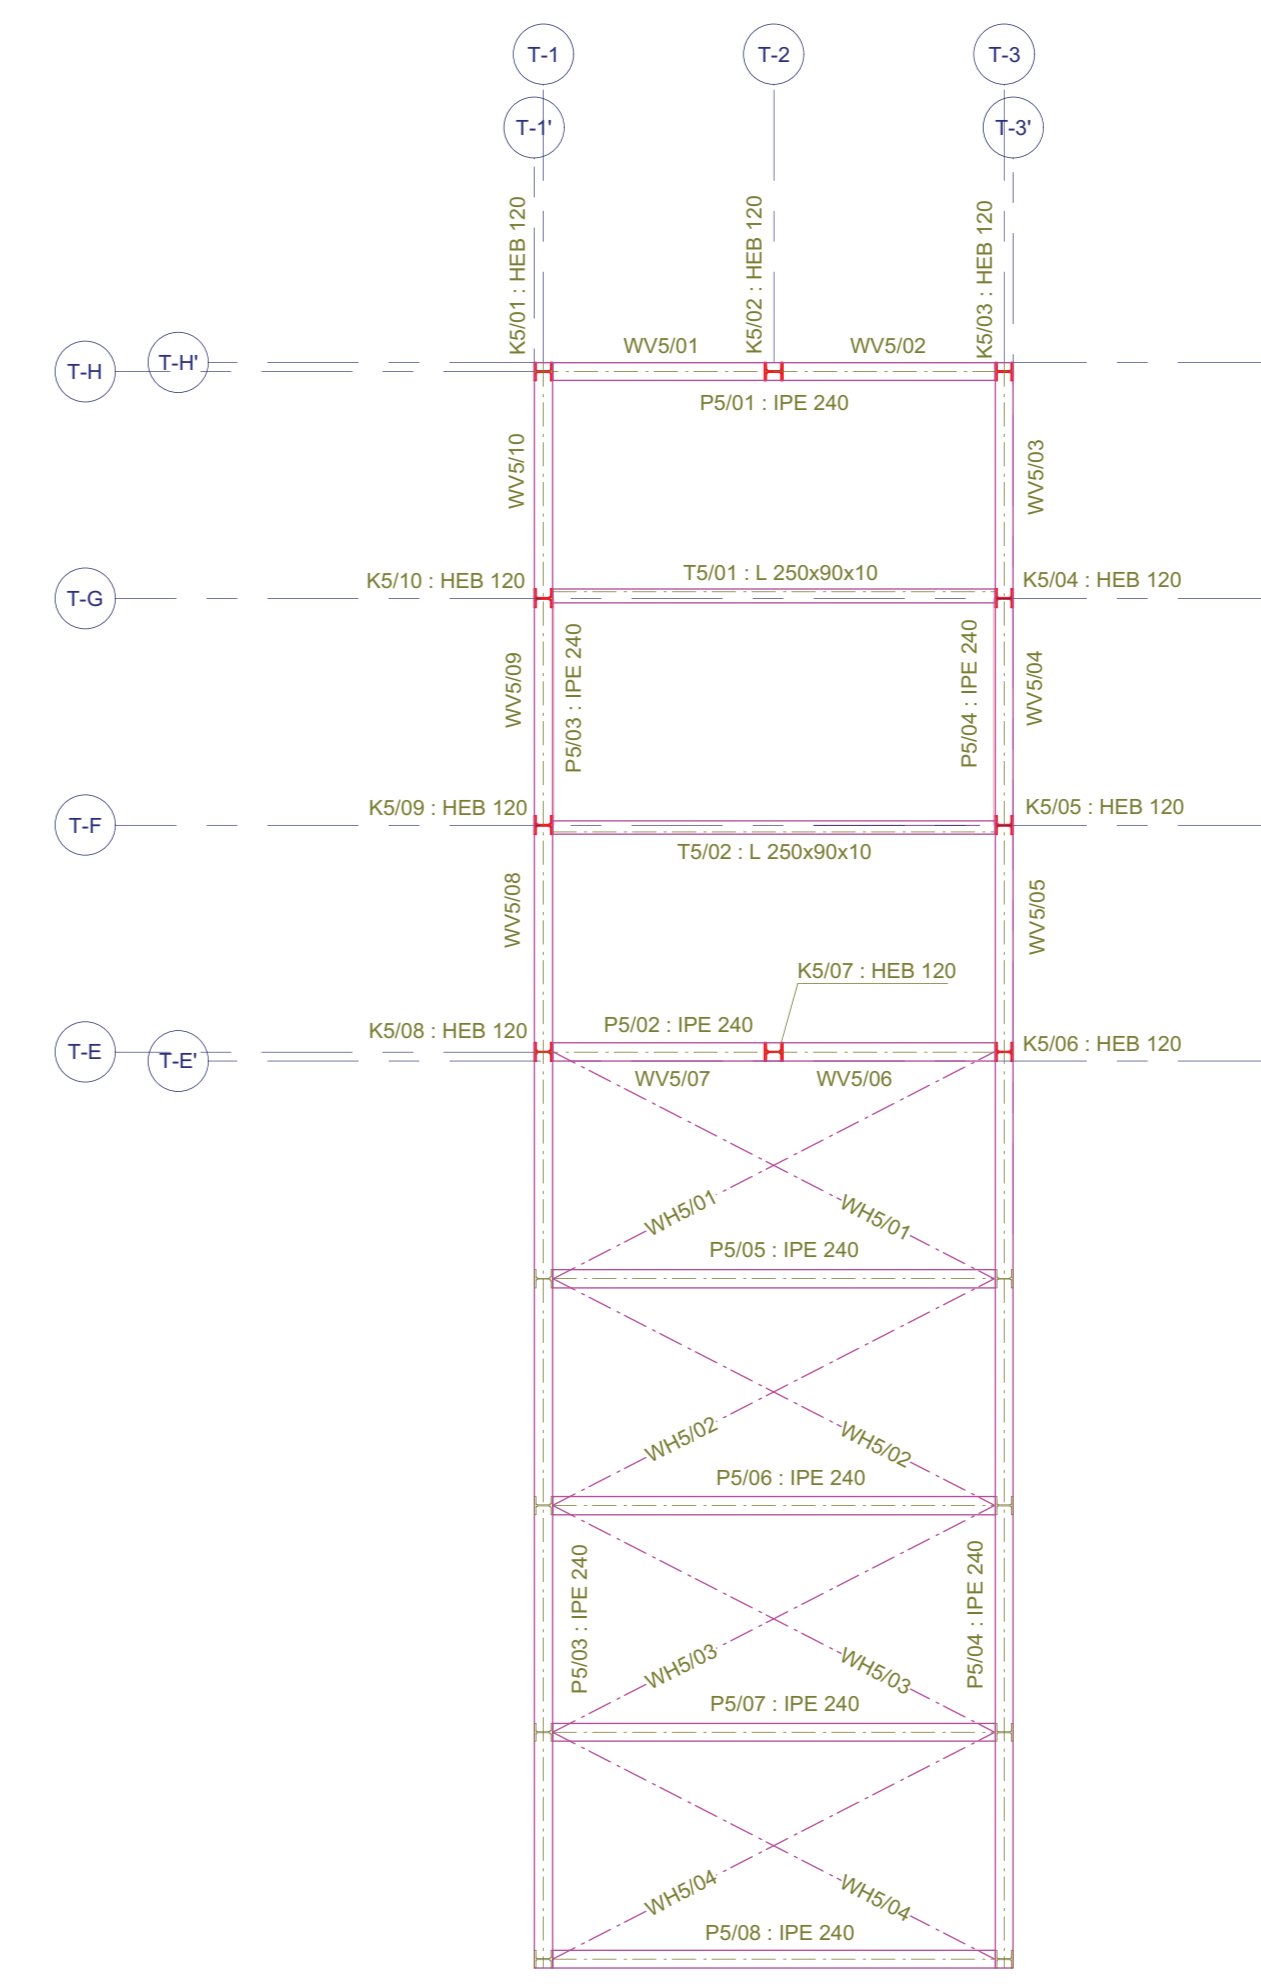 T-1
T-2
T-3
T-1'
T-3'
K5/01 : HEB 120
K5/02 : HEB 120
K5/03 : HEB 120
T-H
T-H'
WV5/01
WV5/02
P5/01 : IPE 240
WV5/10
WV5/03
T-G
K5/10 : HEB 120
T5/01 : L 250x90x10
K5/04 : HEB 120
WV5/09
P5/03 : IPE 240
P5/04 : IPE 240
WV5/04
T-F
K5/09 : HEB 120
K5/05 : HEB 120
T5/02 : L 250x90x10
WV5/08
WV5/05
K5/07 : HEB 120
T-E
T-E'
K5/08 : HEB 120
P5/02 : IPE 240
K5/06 : HEB 120
WV5/07
WV5/06
WH5/01
WH5/01
P5/05 : IPE 240
WH5/02
WH5/02
P5/06 : IPE 240
P5/03 : IPE 240
P5/04 : IPE 240
WH5/03
WH5/03
P5/07 : IPE 240
WH5/04
WH5/04
P5/08 : IPE 240